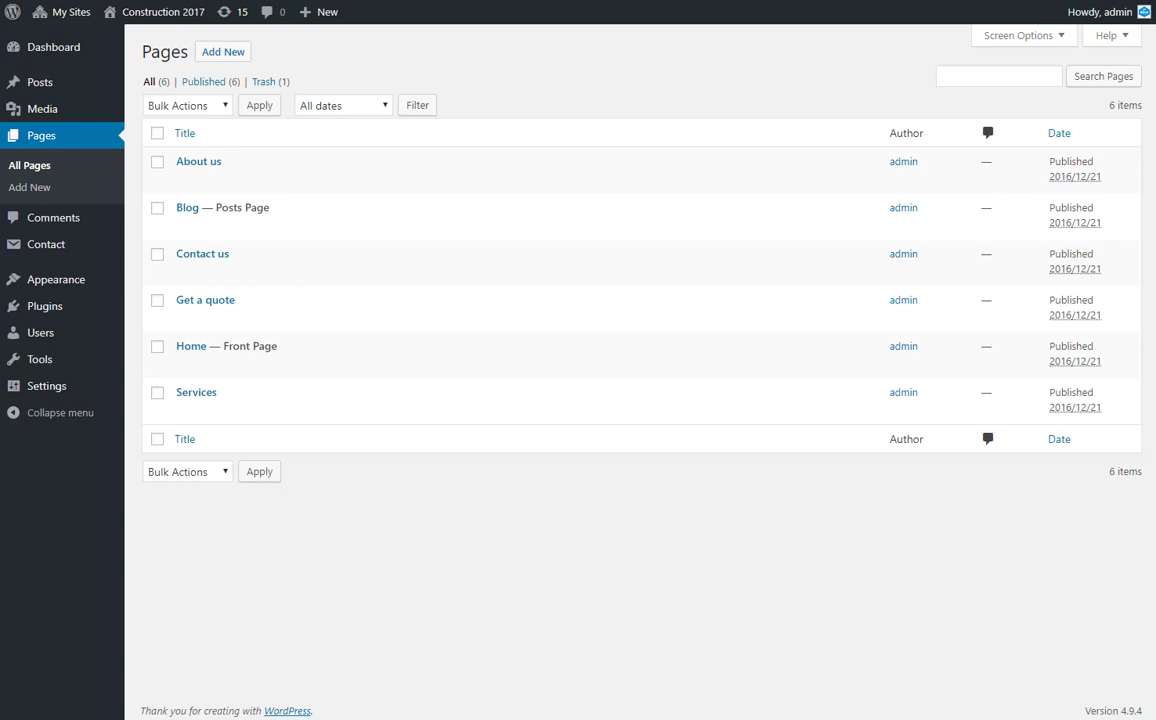 My Sites Construction 2017 15 0 New Howdy, admin
Dashboard
Posts
Media
Pages
All Pages
Add New
Comments
Contact
Appearance
Plugins
Users
Tools
Settings
Collapse menu
Screen Options Help
Pages Add New
All (6) | Published (6) | Trash (1)
Search Pages
Bulk Actions Apply All dates Filter 6 items
Title Author Date
About us admin — Published
2016/12/21
Blog — Posts Page admin — Published
2016/12/21
Contact us admin — Published
2016/12/21
Get a quote admin — Published
2016/12/21
Home — Front Page admin — Published
2016/12/21
Services admin — Published
2016/12/21
Title Author Date
Bulk Actions Apply 6 items
Thank you for creating with WordPress. Version 4.9.4